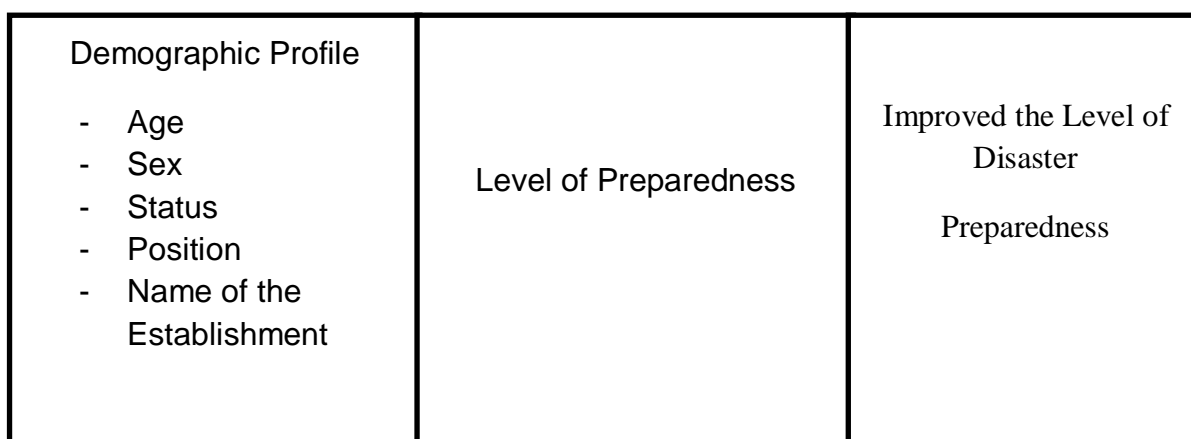 Demographic Profile
- Age
- Sex
- Status
- Position
- Name of the
Establishment
Level of Preparedness
Improved the Level of
Disaster
Preparedness